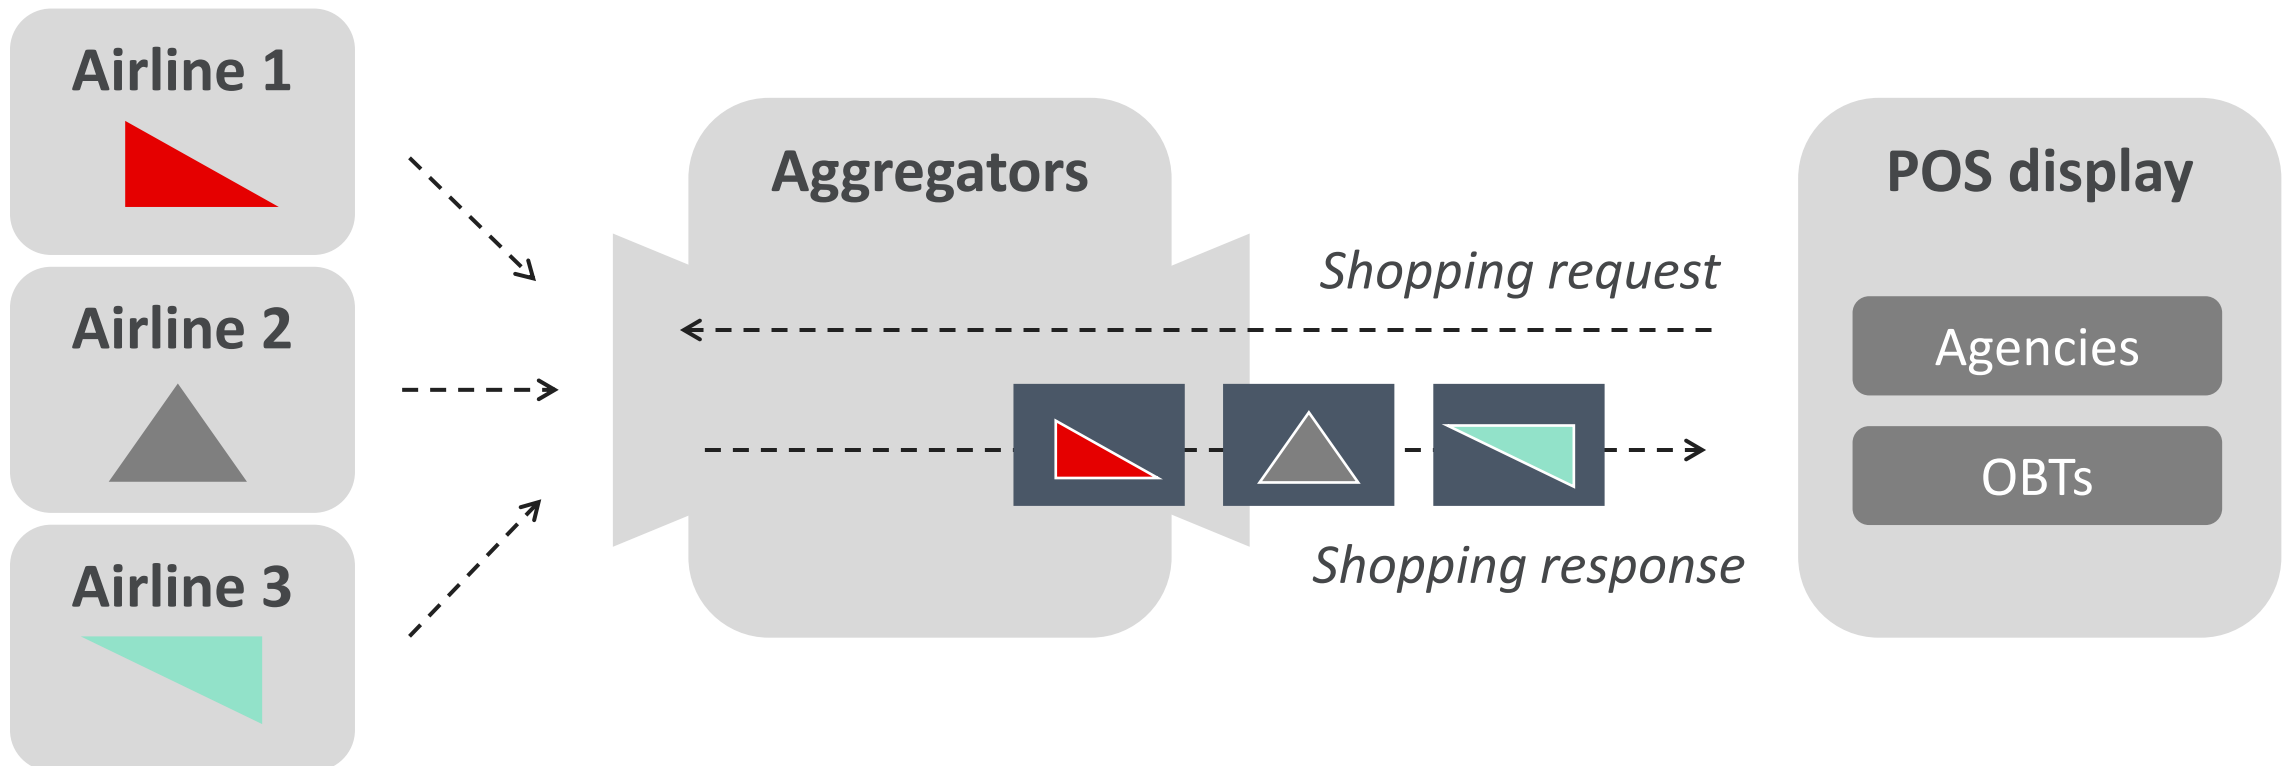 Airline 1
Airline 2
Airline 3
Aggregators
Shopping request
Shopping response
POS display
Agencies
OBTs